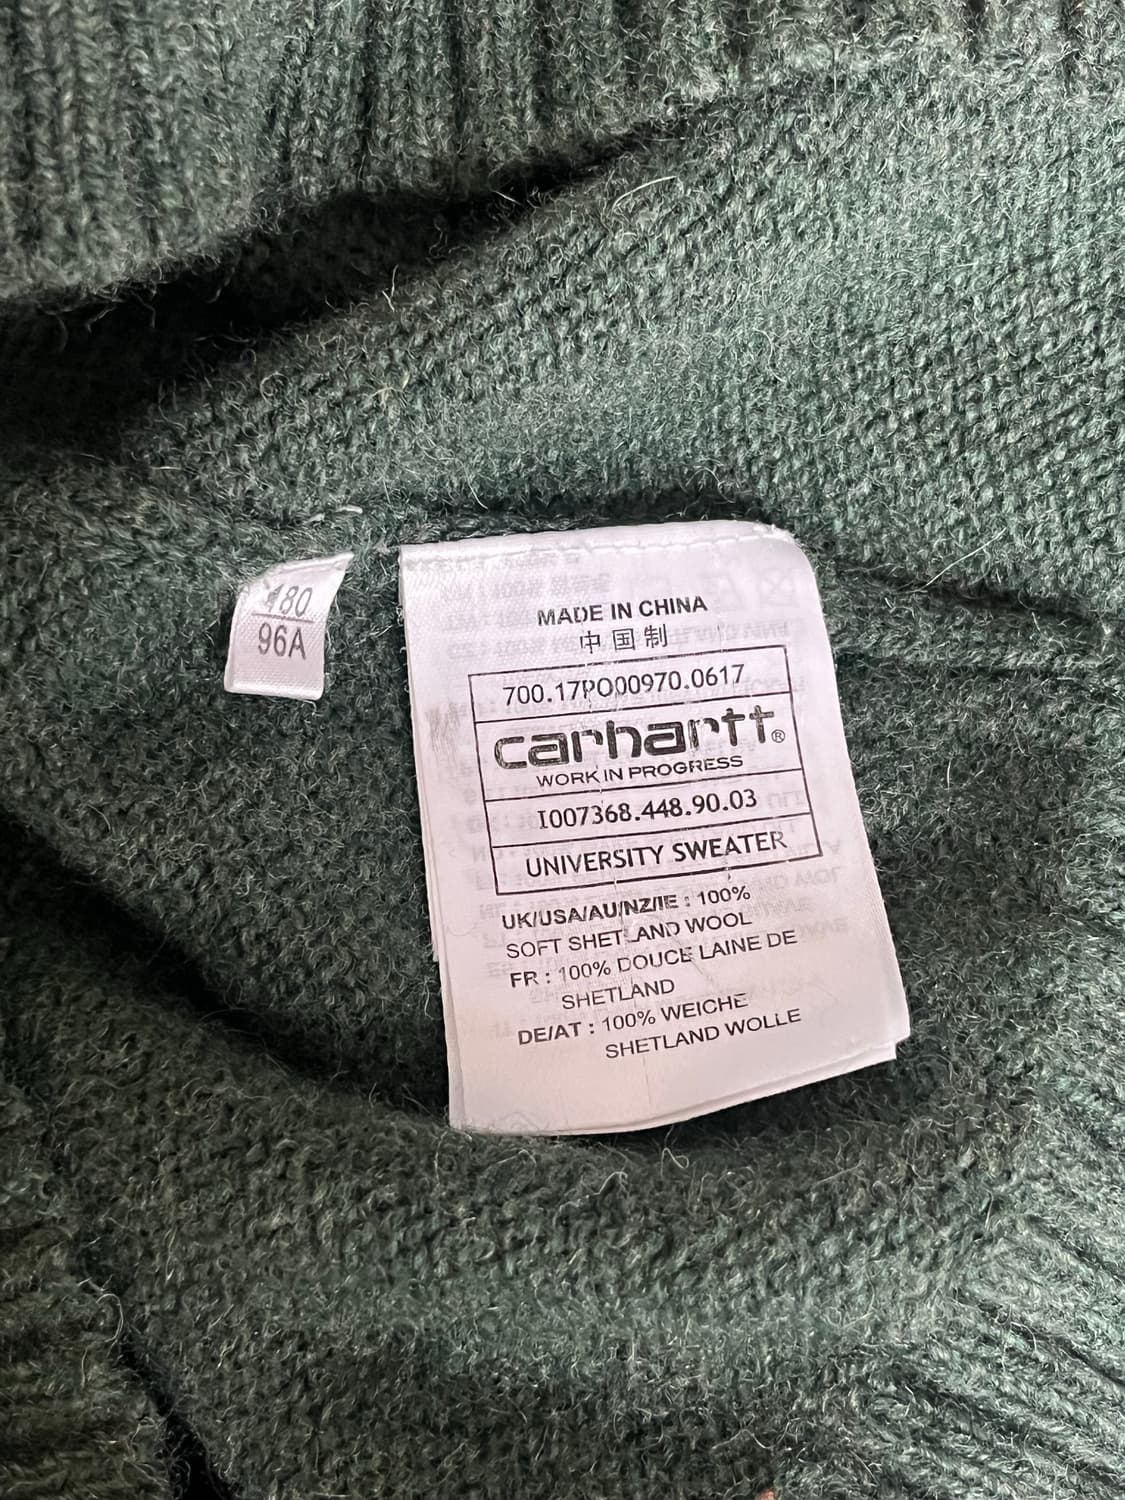 180
96A
MADE IN CHINA
中国制
700.17PO00970.0617
carhartt®
WORK IN PROGRESS
I007368.448.90.03
UNIVERSITY SWEATER
UK/USA/AU/NZ/IE : 100%
SOFT SHETLAND WOOL
FR : 100% DOUCE LAINE DE
SHETLAND
DE/AT : 100% WEICHE
SHETLAND WOLLE